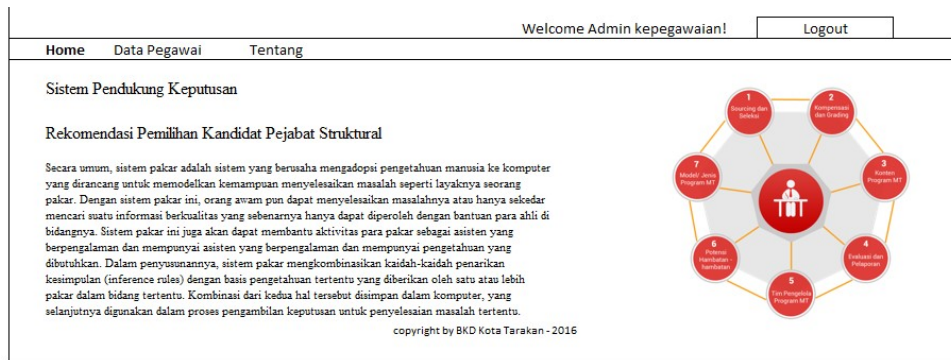 Welcome Admin kepegawaian!
Logout
Home Data Pegawai Tentang
Sistem Pendukung Keputusan
Rekomendasi Pemilihan Kandidat Pejabat Struktural
Secara umum, sistem pakar adalah sistem yang berusaha mengadopsi pengetahuan manusia ke komputer
yang dirancang untuk memodelkan kemampuan menyelesaikan masalah seperti layaknya seorang
pakar. Dengan sistem pakar ini, orang awam pun dapat menyelesaikan masalahnya atau hanya sekedar
mencari suatu informasi berkualitas yang sebenarnya hanya dapat diperoleh dengan bantuan para ahli di
bidangnya. Sistem pakar ini juga akan dapat membantu aktivitas para pakar sebagai asisten yang
berpengalaman dan mempunyai asisten yang berpengalaman dan mempunyai pengetahuan yang
dibutuhkan. Dalam penyusunannya, sistem pakar mengkombinasikan kaidah-kaidah penarikan
kesimpulan (inference rules) dengan basis pengetahuan tertentu yang diberikan oleh satu atau lebih
pakar dalam bidang tertentu. Kombinasi dari kedua hal tersebut disimpan dalam komputer, yang
selanjutnya digunakan dalam proses pengambilan keputusan untuk penyelesaian masalah tertentu.
copyright by BKD Kota Tarakan - 2016
1
Sourcing dan
Seleksi
2
Kompensasi
dan Grading
3
Konten
Program MT
4
Evaluasi dan
Pelaporan
5
Tim Pengelola
Program MT
6
Potensi
Hambatan -
hambatan
7
Model/ Jenis
Program MT